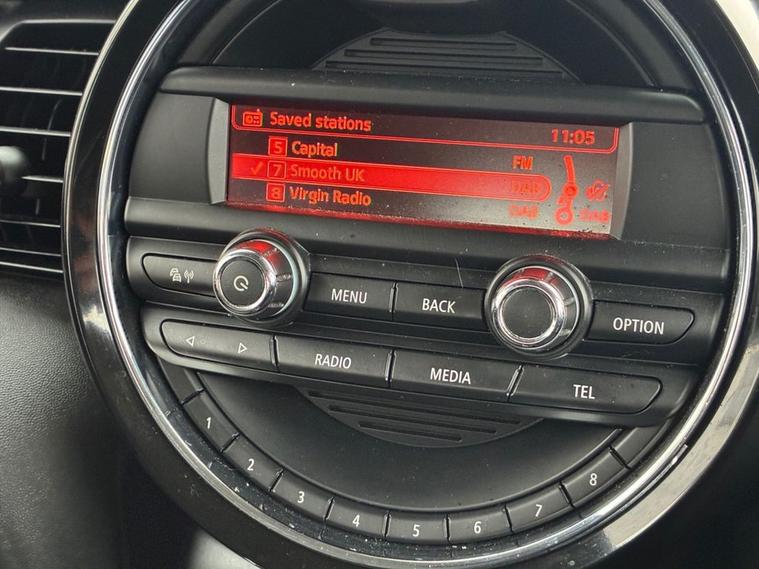 Saved stations 11:05
5 Capital FM
7 Smooth UK DAB
8 Virgin Radio DAB DAB
MENU BACK OPTION
RADIO MEDIA TEL
1 2 3 4 5 6 7 8